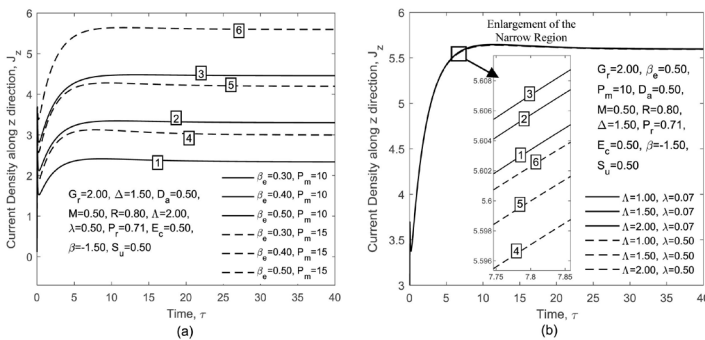 Current Density along z direction, J_z
6
5
4
3
2
1
0
6
3
5
2
4
1
G_r=2.00, Δ=1.50, D_a=0.50,
M=0.50, R=0.80, Λ=2.00,
λ=0.50, P_r=0.71, E_c=0.50,
β=-1.50, S_u=0.50
β_e=0.30, P_m=10
β_e=0.40, P_m=10
β_e=0.50, P_m=10
β_e=0.30, P_m=15
β_e=0.40, P_m=15
β_e=0.50, P_m=15
0 5 10 15 20 25 30 35 40
Time, τ
(a)
Current Density along z direction, J_z
6
5.5
5
4.5
4
3.5
3
Enlargement of the
Narrow Region
5.608
5.606
5.604
5.602
5.6
5.598
5.596
3
2
1
6
5
4
7.75 7.8 7.85
G_r=2.00, β_e=0.50,
P_m=10, D_a=0.50,
M=0.50, R=0.80,
Δ=1.50, P_r=0.71,
E_c=0.50, β=-1.50,
S_u=0.50
Λ=1.00, λ=0.07
Λ=1.50, λ=0.07
Λ=2.00, λ=0.07
Λ=1.00, λ=0.50
Λ=1.50, λ=0.50
Λ=2.00, λ=0.50
0 5 10 15 20 25 30 35 40
Time, τ
(b)